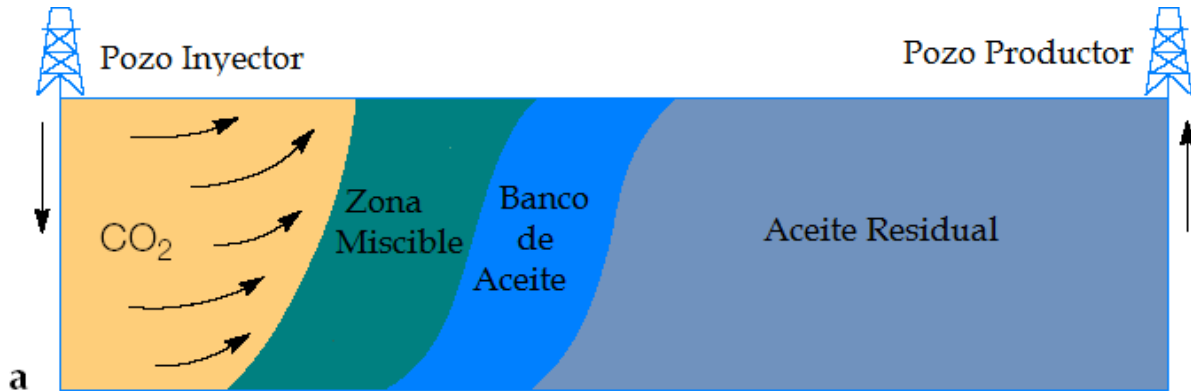 Pozo Inyector
Pozo Productor
CO₂
Zona
Miscible
Banco
de
Aceite
Aceite Residual
a